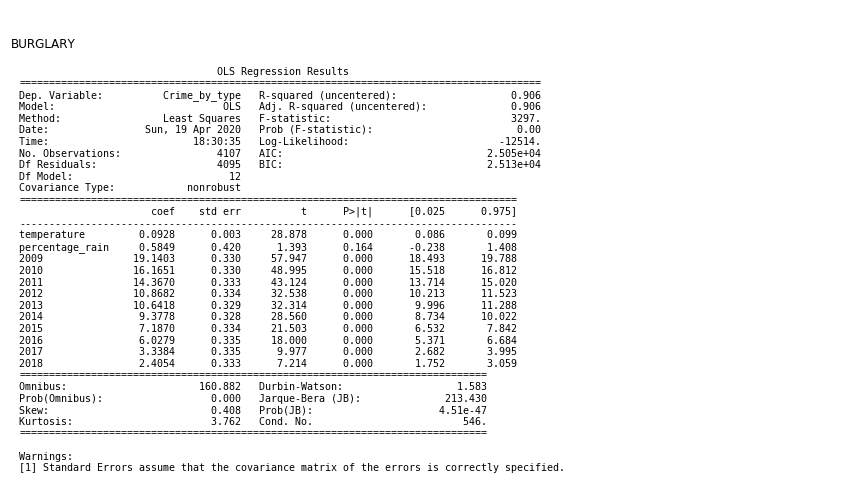 BURGLARY
OLS Regression Results
==============================================================================
Dep. Variable: Crime_by_type R-squared (uncentered): 0.906
Model: OLS Adj. R-squared (uncentered): 0.906
Method: Least Squares F-statistic: 3297.
Date: Sun, 19 Apr 2020 Prob (F-statistic): 0.00
Time: 18:30:35 Log-Likelihood: -12514.
No. Observations: 4107 AIC: 2.505e+04
Df Residuals: 4095 BIC: 2.513e+04
Df Model: 12
Covariance Type: nonrobust
==============================================================================
coef std err t P>|t| [0.025 0.975]
------------------------------------------------------------------------------
temperature 0.0928 0.003 28.878 0.000 0.086 0.099
percentage_rain 0.5849 0.420 1.393 0.164 -0.238 1.408
2009 19.1403 0.330 57.947 0.000 18.493 19.788
2010 16.1651 0.330 48.995 0.000 15.518 16.812
2011 14.3670 0.333 43.124 0.000 13.714 15.020
2012 10.8682 0.334 32.538 0.000 10.213 11.523
2013 10.6418 0.329 32.314 0.000 9.996 11.288
2014 9.3778 0.328 28.560 0.000 8.734 10.022
2015 7.1870 0.334 21.503 0.000 6.532 7.842
2016 6.0279 0.335 18.000 0.000 5.371 6.684
2017 3.3384 0.335 9.977 0.000 2.682 3.995
2018 2.4054 0.333 7.214 0.000 1.752 3.059
==============================================================================
Omnibus: 160.882 Durbin-Watson: 1.583
Prob(Omnibus): 0.000 Jarque-Bera (JB): 213.430
Skew: 0.408 Prob(JB): 4.51e-47
Kurtosis: 3.762 Cond. No. 546.
==============================================================================
Warnings:
[1] Standard Errors assume that the covariance matrix of the errors is correctly specified.